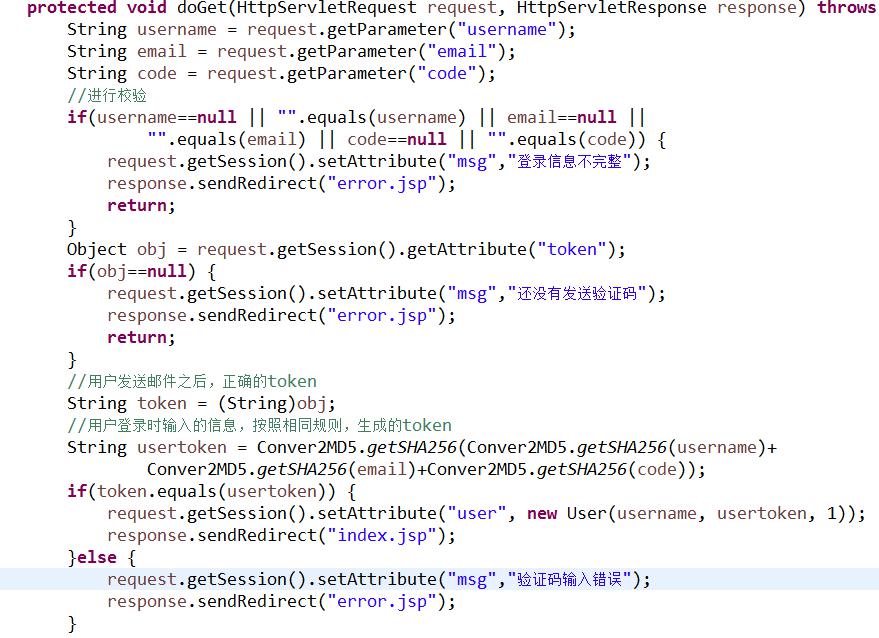 protected void doGet(HttpServletRequest request, HttpServletResponse response) throws
String username = request.getParameter("username");
String email = request.getParameter("email");
String code = request.getParameter("code");
//进行校验
if(username==null || "".equals(username) || email==null ||
"".equals(email) || code==null || "".equals(code)) {
request.getSession().setAttribute("msg","登录信息不完整");
response.sendRedirect("error.jsp");
return;
}
Object obj = request.getSession().getAttribute("token");
if(obj==null) {
request.getSession().setAttribute("msg","还没有发送验证码");
response.sendRedirect("error.jsp");
return;
}
//用户发送邮件之后，正确的token
String token = (String)obj;
//用户登录时输入的信息，按照相同规则，生成的token
String usertoken = Conver2MD5.getSHA256(Conver2MD5.getSHA256(username)+
Conver2MD5.getSHA256(email)+Conver2MD5.getSHA256(code));
if(token.equals(usertoken)) {
request.getSession().setAttribute("user", new User(username, usertoken, 1));
response.sendRedirect("index.jsp");
}else {
request.getSession().setAttribute("msg","验证码输入错误");
response.sendRedirect("error.jsp");
}